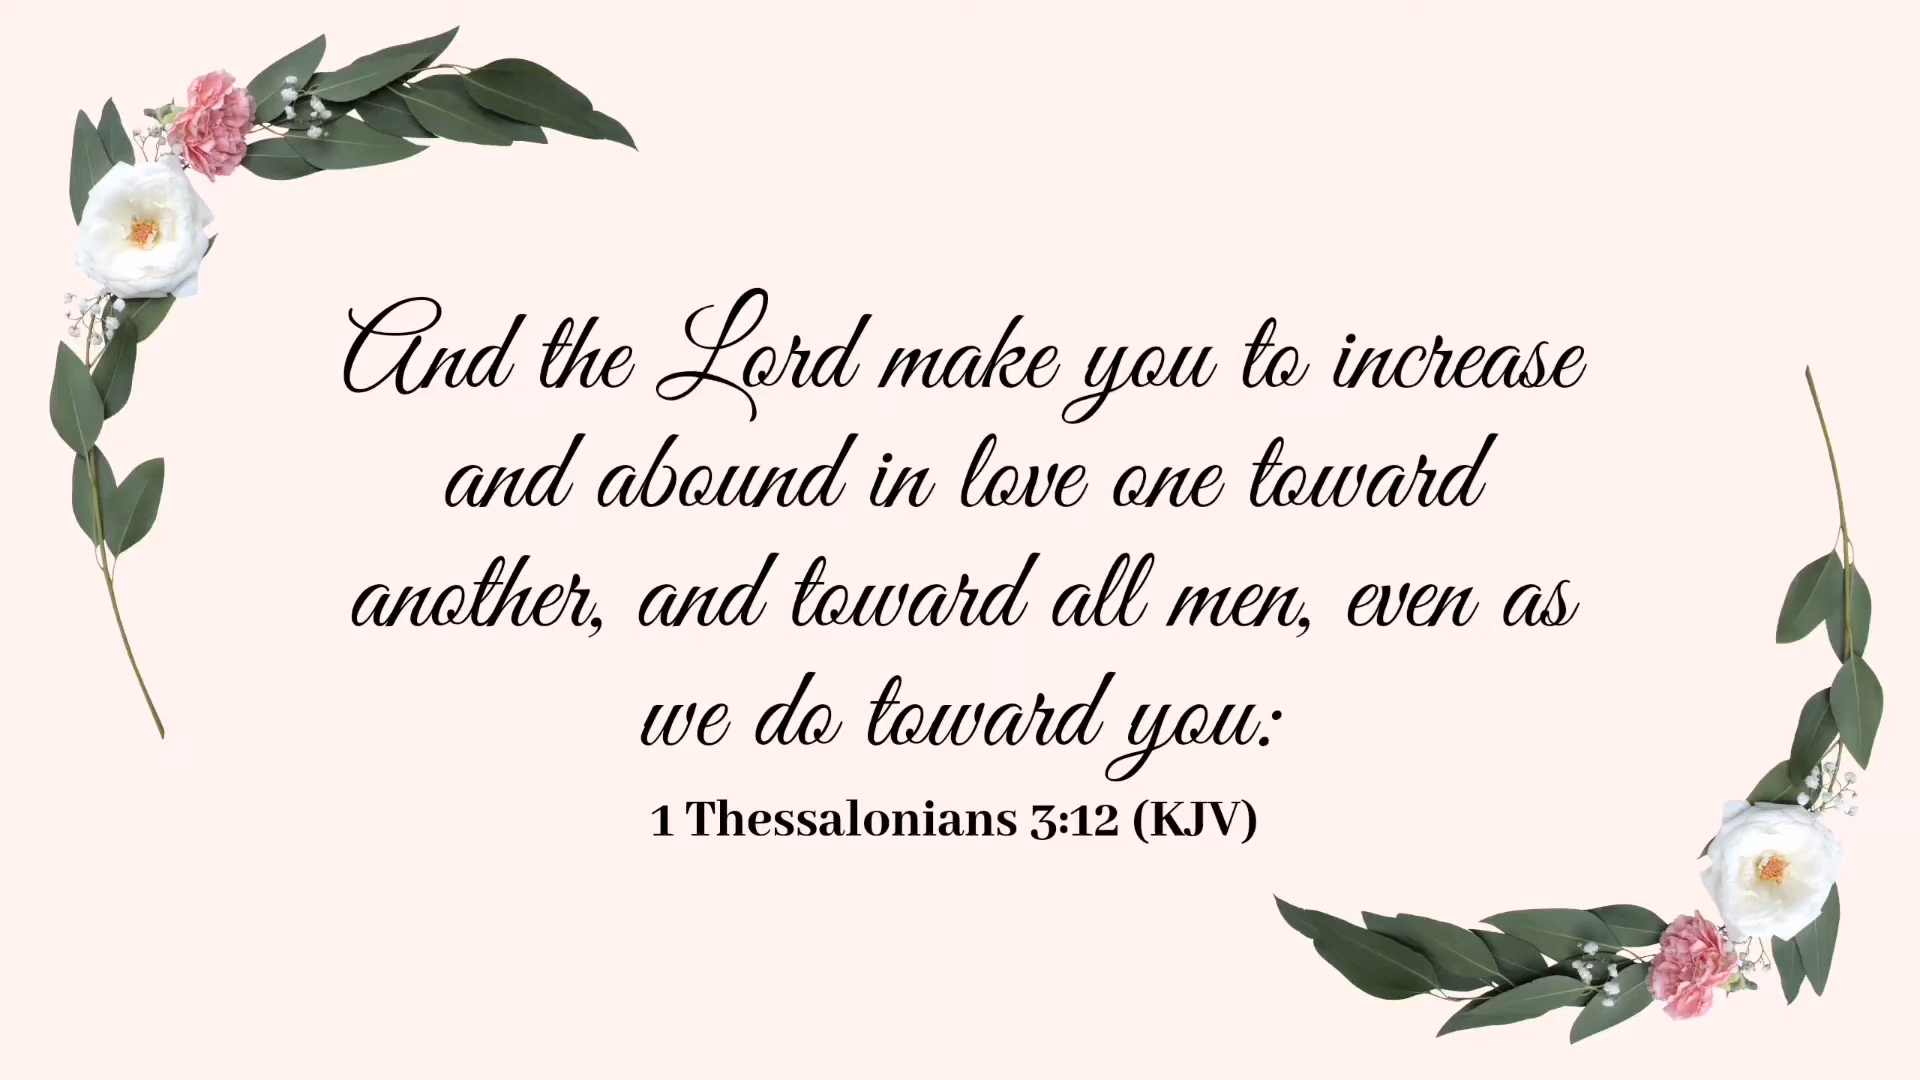 And the Lord make you to increase
and abound in love one toward
another, and toward all men, even as
we do toward you:
1 Thessalonians 3:12 (KJV)